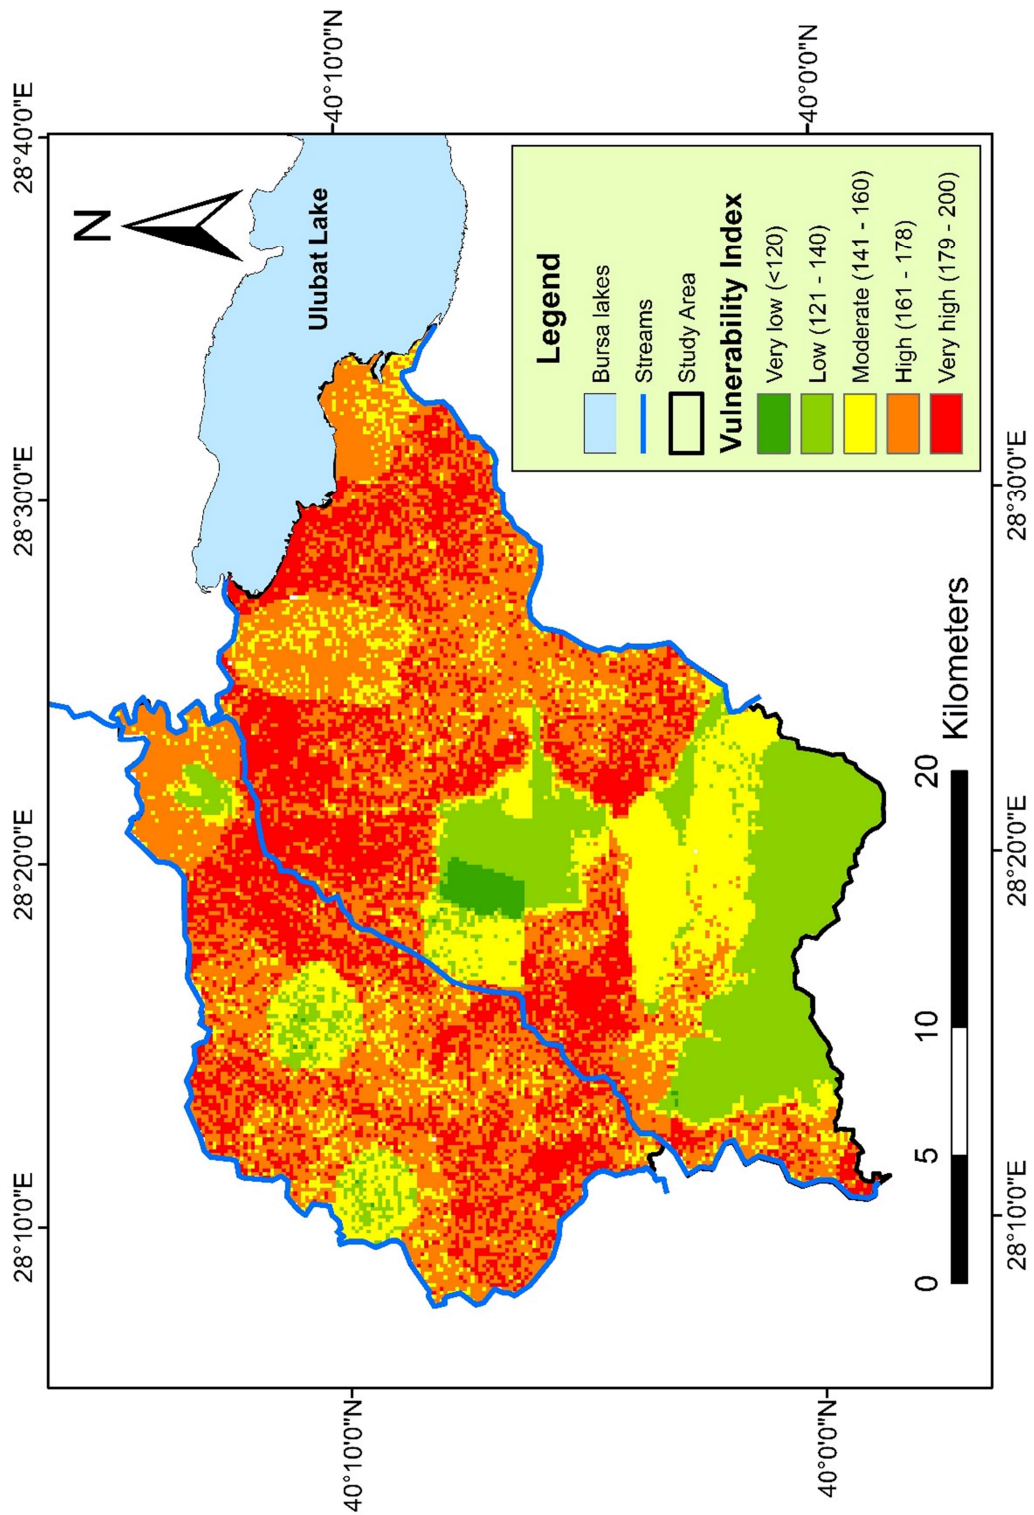 28°10'0"E
28°20'0"E
28°30'0"E
28°40'0"E
N
Ulubat Lake
40°10'0"N
40°10'0"N
40°0'0"N
40°0'0"N
Legend
Bursa lakes
Streams
Study Area
Vulnerability Index
Very low (<120)
Low (121 - 140)
Moderate (141 - 160)
High (161 - 178)
Very high (179 - 200)
0 5 10 20
Kilometers
28°10'0"E
28°20'0"E
28°30'0"E